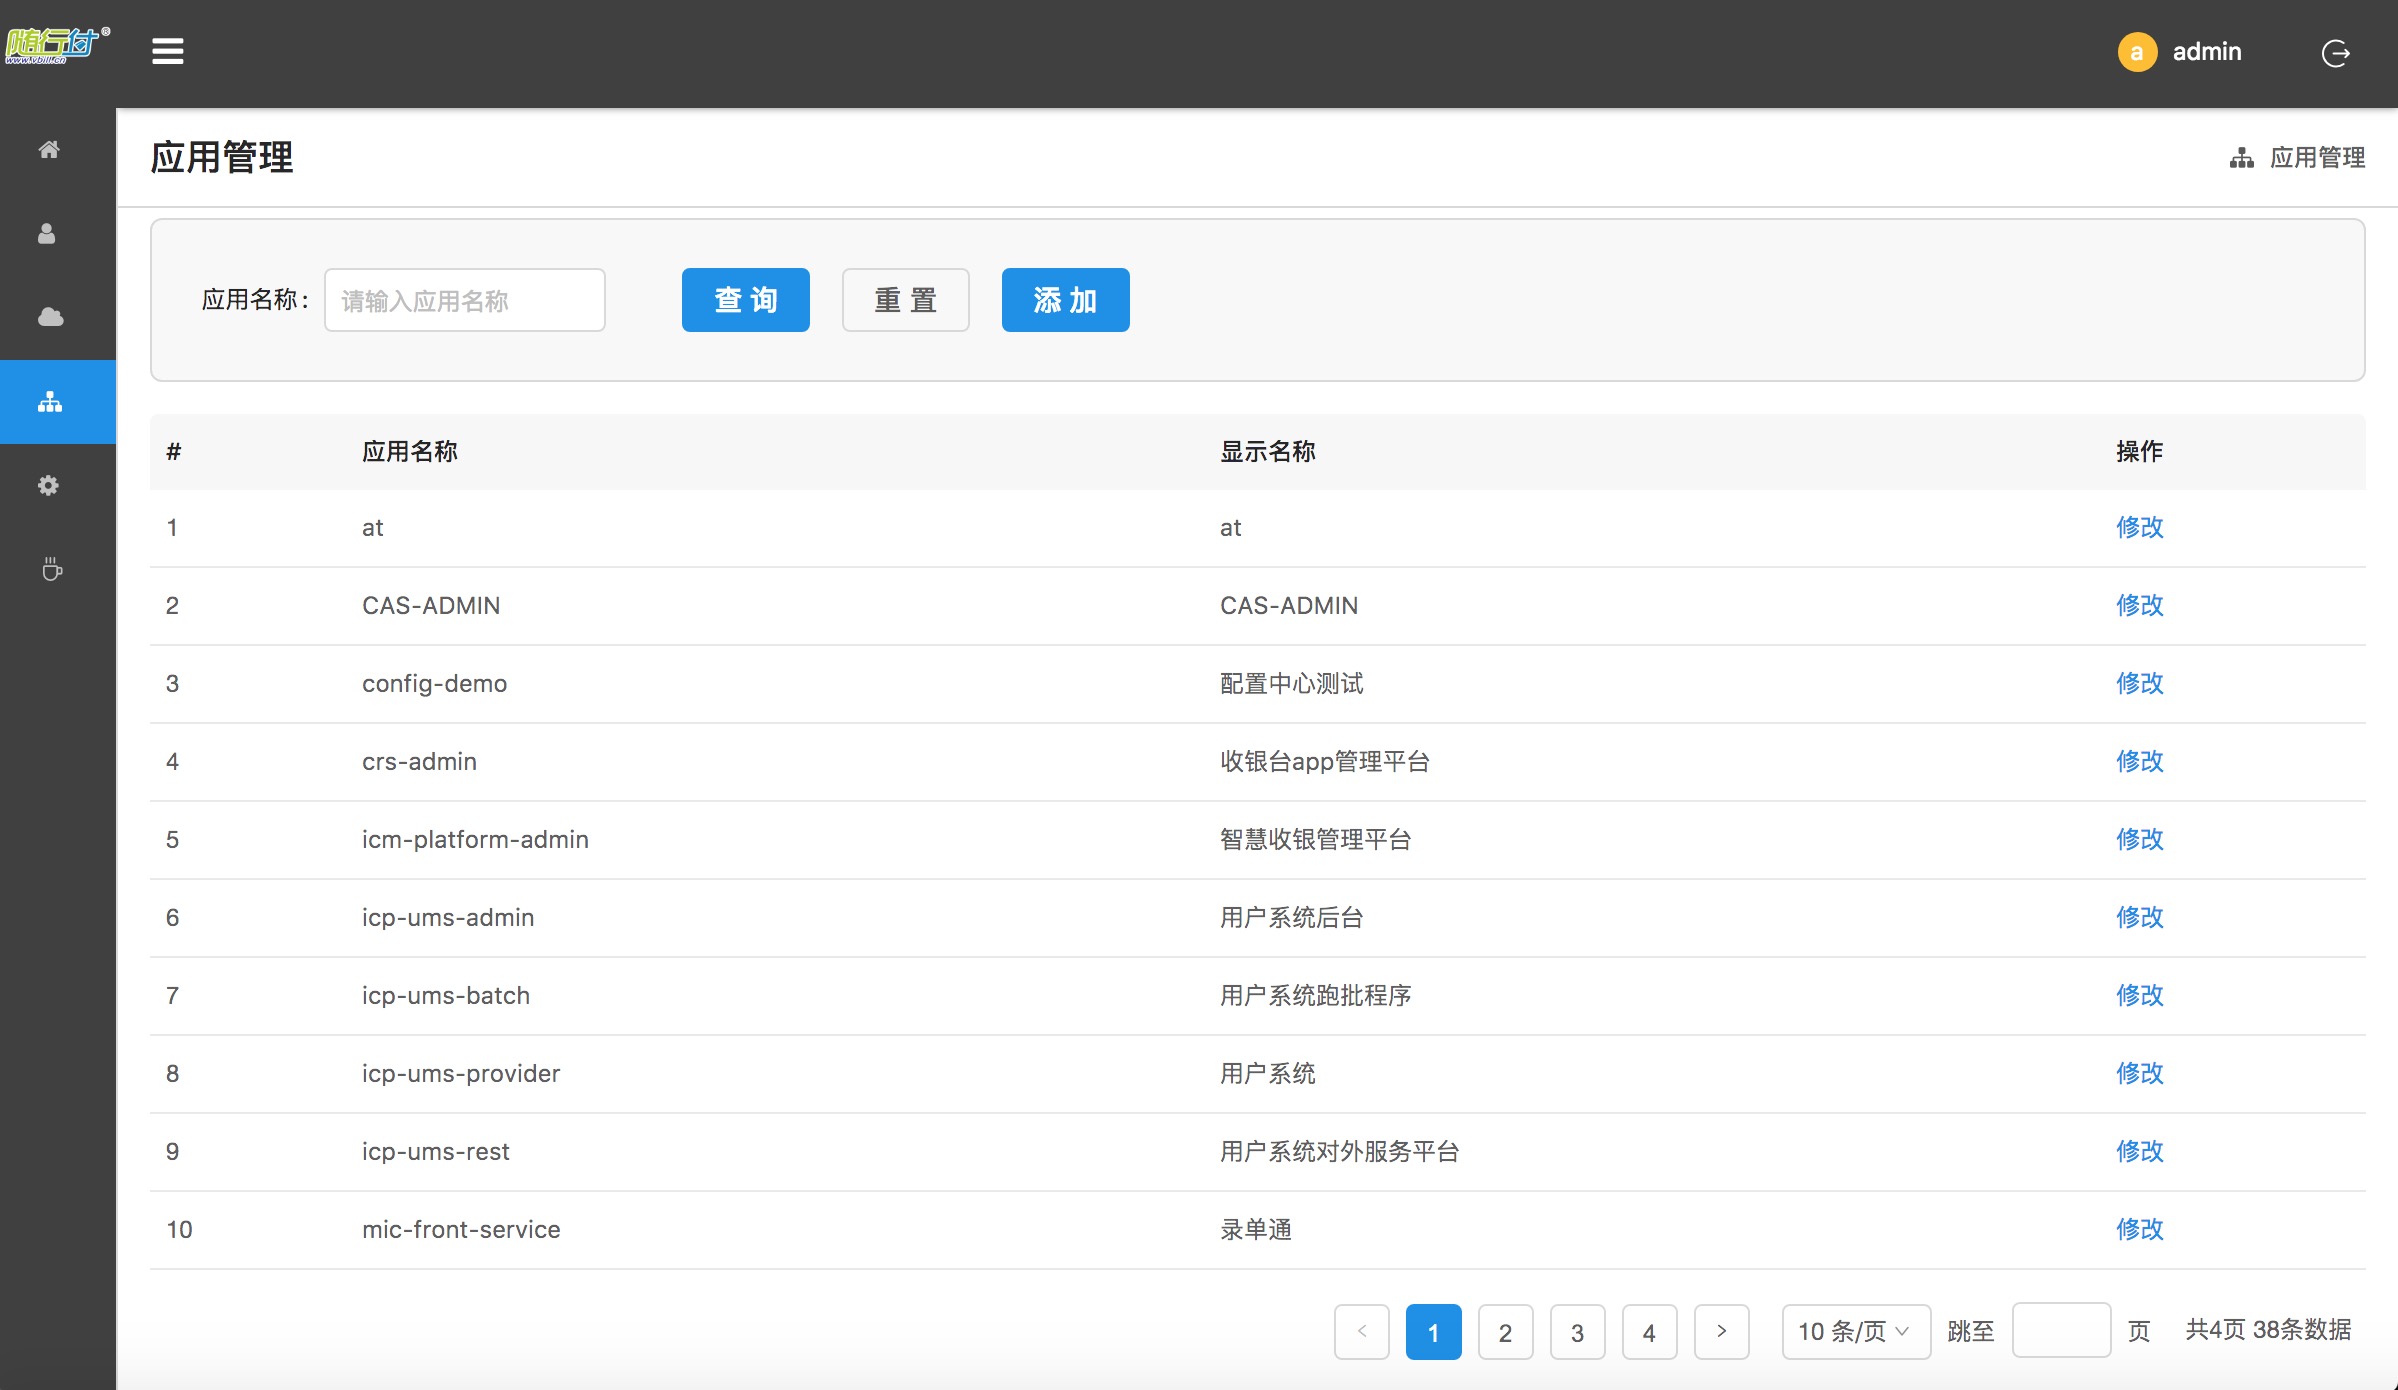 随行付®
www.vbill.cn
a admin
应用管理
应用管理
应用名称: 请输入应用名称 查 询 重 置 添 加
# 应用名称 显示名称 操作
1 at at 修改
2 CAS-ADMIN CAS-ADMIN 修改
3 config-demo 配置中心测试 修改
4 crs-admin 收银台app管理平台 修改
5 icm-platform-admin 智慧收银管理平台 修改
6 icp-ums-admin 用户系统后台 修改
7 icp-ums-batch 用户系统跑批程序 修改
8 icp-ums-provider 用户系统 修改
9 icp-ums-rest 用户系统对外服务平台 修改
10 mic-front-service 录单通 修改
< 1 2 3 4 > 10 条/页 跳至 页 共4页 38条数据